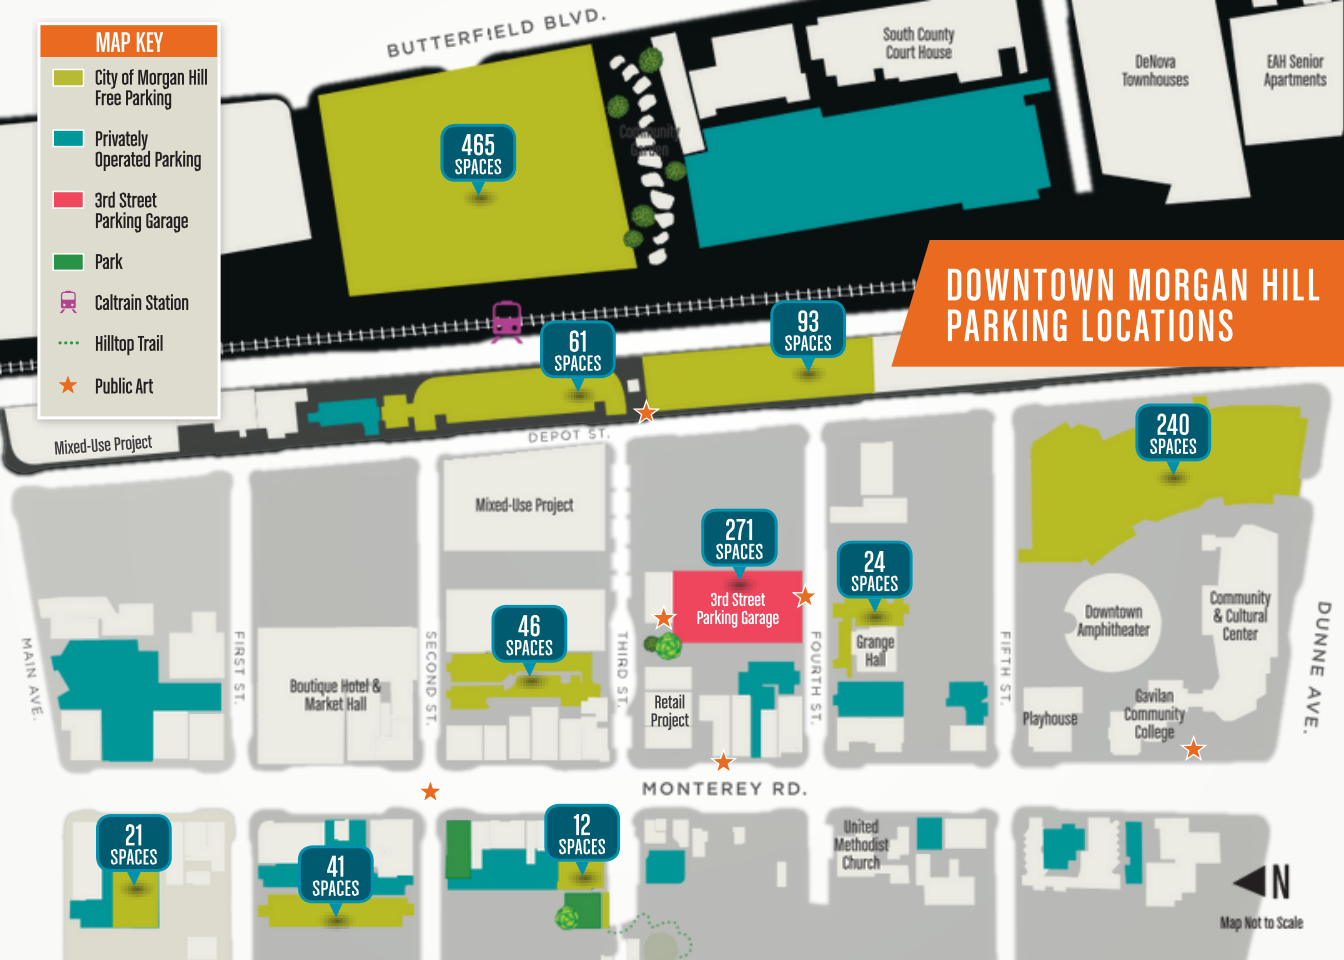 BUTTERFIELD BLVD.
MAP KEY
City of Morgan Hill
Free Parking
Privately
Operated Parking
3rd Street
Parking Garage
Park
Caltrain Station
Hilltop Trail
Public Art
465
SPACES
Community
Garden
South County
Court House
DeNova
Townhouses
EAH Senior
Apartments
DOWNTOWN MORGAN HILL
PARKING LOCATIONS
61
SPACES
93
SPACES
Mixed-Use Project
DEPOT ST.
240
SPACES
Mixed-Use Project
271
SPACES
3rd Street
Parking Garage
24
SPACES
Grange
Hall
46
SPACES
Downtown
Amphitheater
Community
& Cultural
Center
MAIN AVE.
FIRST ST.
SECOND ST.
THIRD ST.
FOURTH ST.
FIFTH ST.
DUNNE AVE.
Boutique Hotel &
Market Hall
Retail
Project
Playhouse
Gavilan
Community
College
MONTEREY RD.
21
SPACES
41
SPACES
12
SPACES
United
Methodist
Church
N
Map Not to Scale